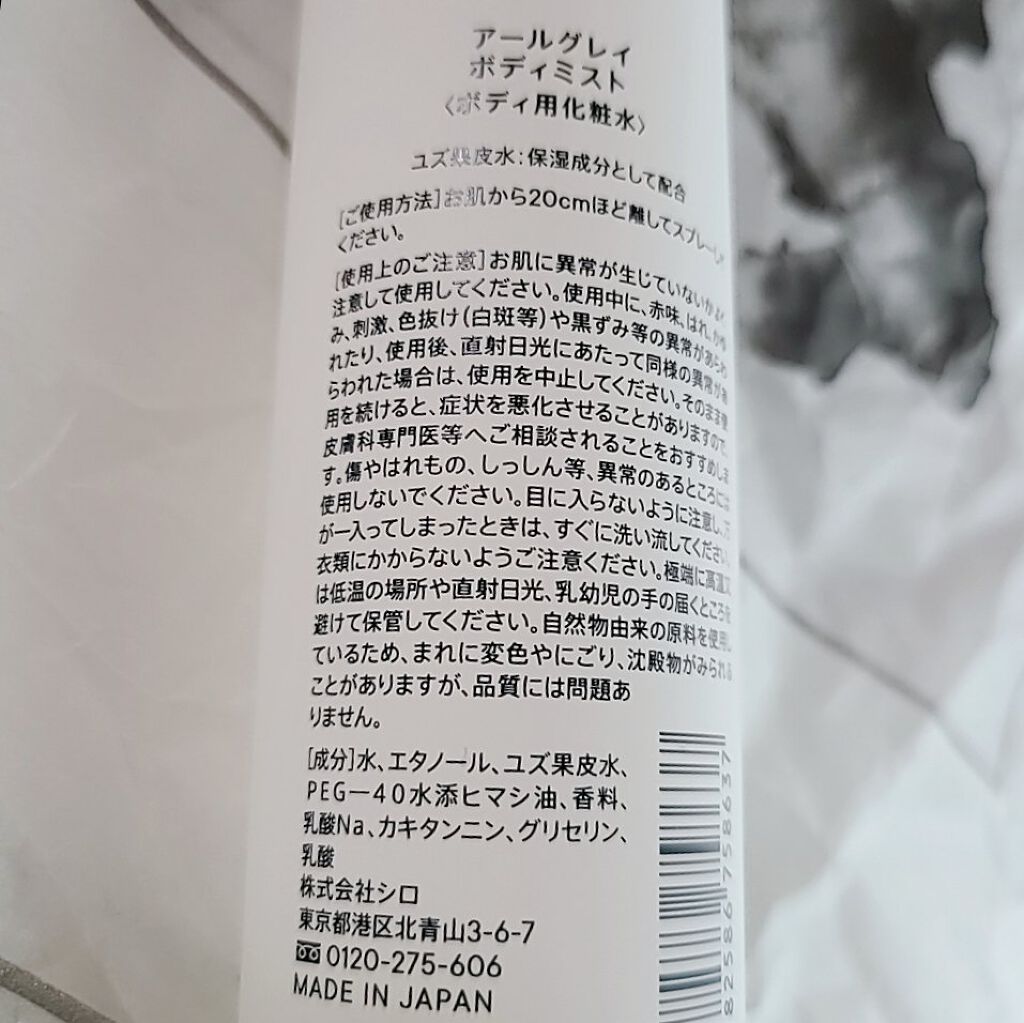 アールグレイ
ボディミスト
〈ボディ用化粧水〉
ユズ果皮水：保湿成分として配合
[ご使用方法]お肌から20cmほど離してスプレーし
ください。
[使用上のご注意]お肌に異常が生じていないかよく
注意して使用してください。使用中に、赤味、はれ、かゆ
み、刺激、色抜け(白斑等)や黒ずみ等の異常があらわ
れたり、使用後、直射日光にあたって同様の異常があ
らわれた場合は、使用を中止してください。そのまま使
用を続けると、症状を悪化させることがありますので、
皮膚科専門医等へご相談されることをおすすめしま
す。傷やはれもの、しっしん等、異常のあるところには
使用しないでください。目に入らないように注意し、万
が一入ってしまったときは、すぐに洗い流してください。
衣類にかからないようご注意ください。極端に高温又
は低温の場所や直射日光、乳幼児の手の届くところを
避けて保管してください。自然物由来の原料を使用し
ているため、まれに変色やにごり、沈殿物がみられる
ことがありますが、品質には問題あ
りません。
[成分]水、エタノール、ユズ果皮水、
PEG－40水添ヒマシ油、香料、
乳酸Na、カキタンニン、グリセリン、
乳酸
株式会社シロ
東京都港区北青山3-6-7
0120-275-606
MADE IN JAPAN
825867586 37